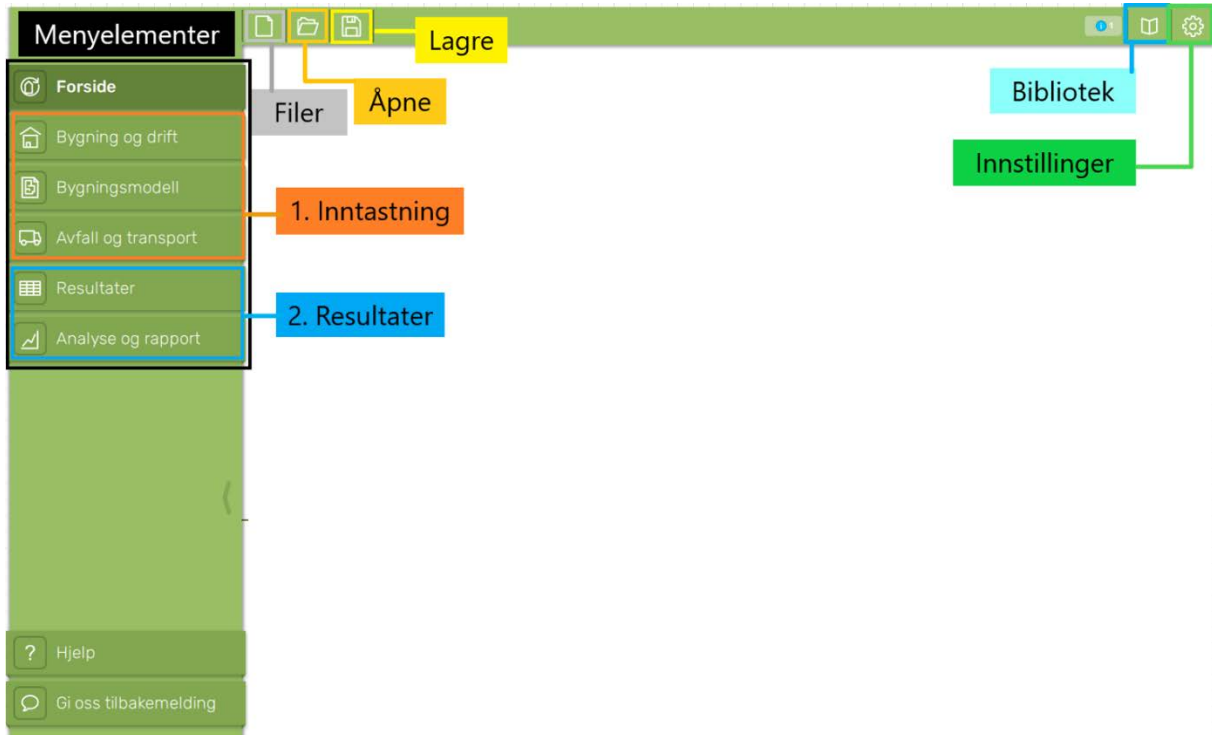 Menyelementer
Lagre
Filer
Åpne
1
Bibliotek
Innstillinger
Forside
Bygning og drift
Bygningsmodell
Avfall og transport
Resultater
Analyse og rapport
1. Inntastning
2. Resultater
? Hjelp
Gi oss tilbakemelding